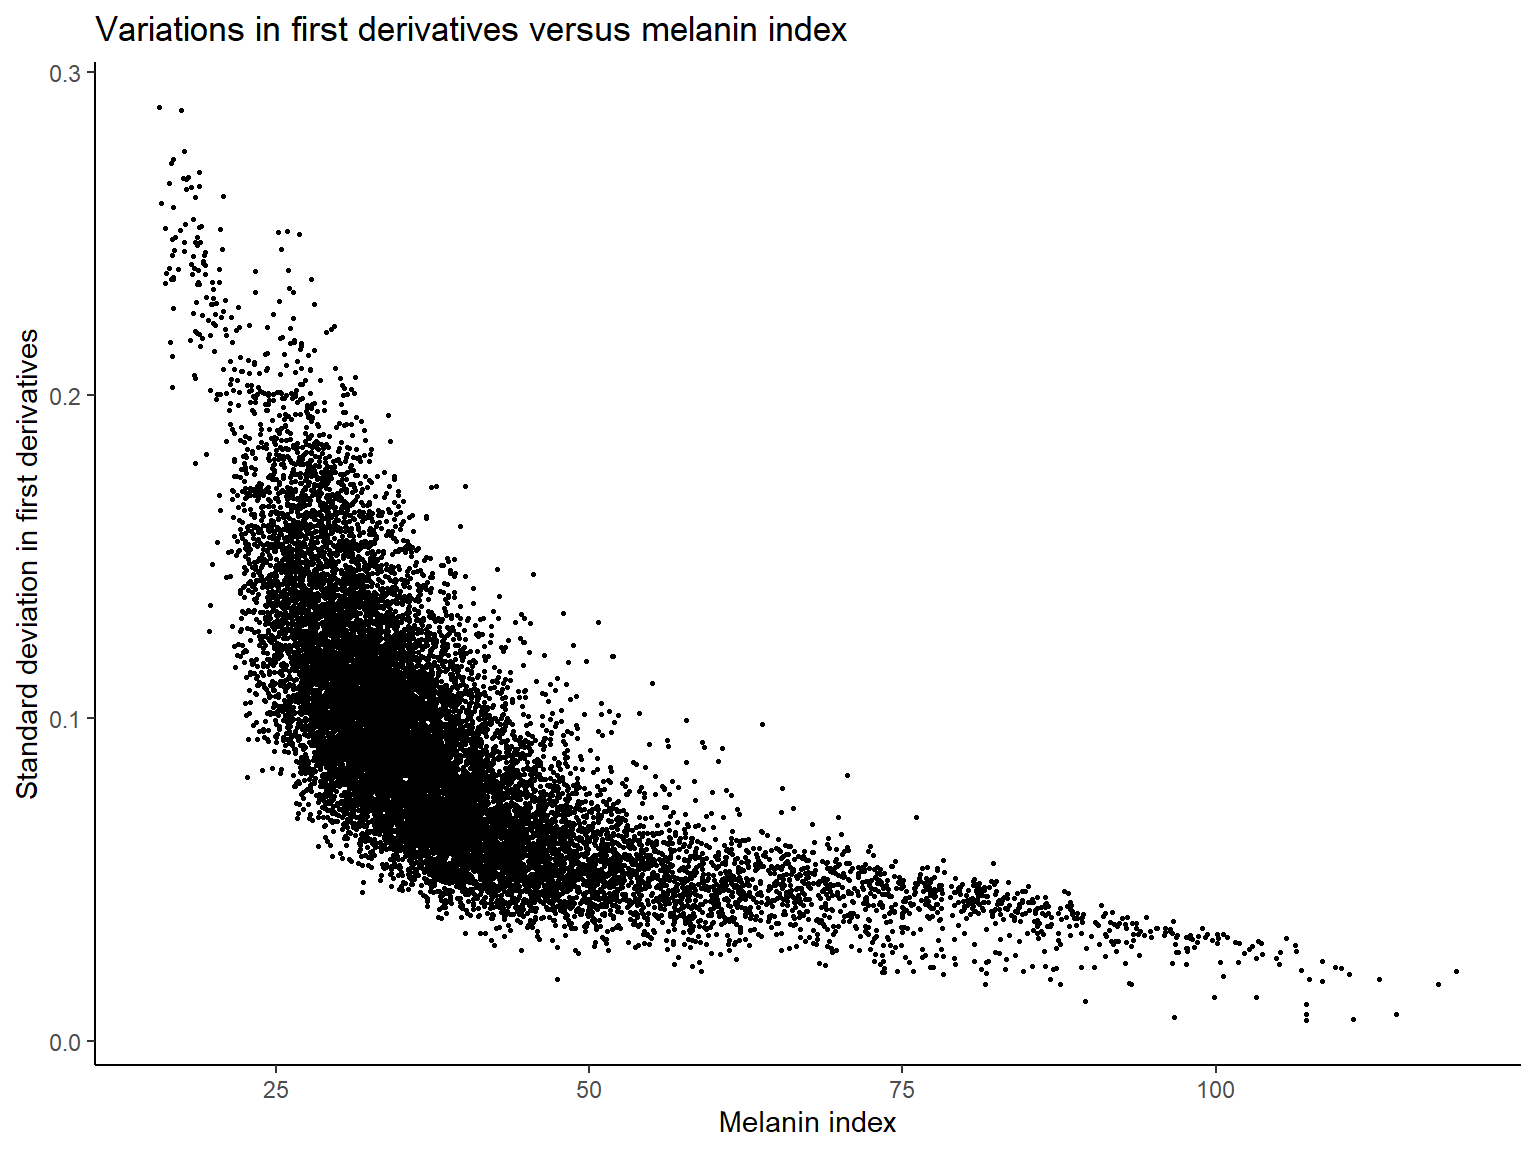 Variations in first derivatives versus melanin index
0.3
0.2
0.1
0.0
Standard deviation in first derivatives
25 50 75 100
Melanin index